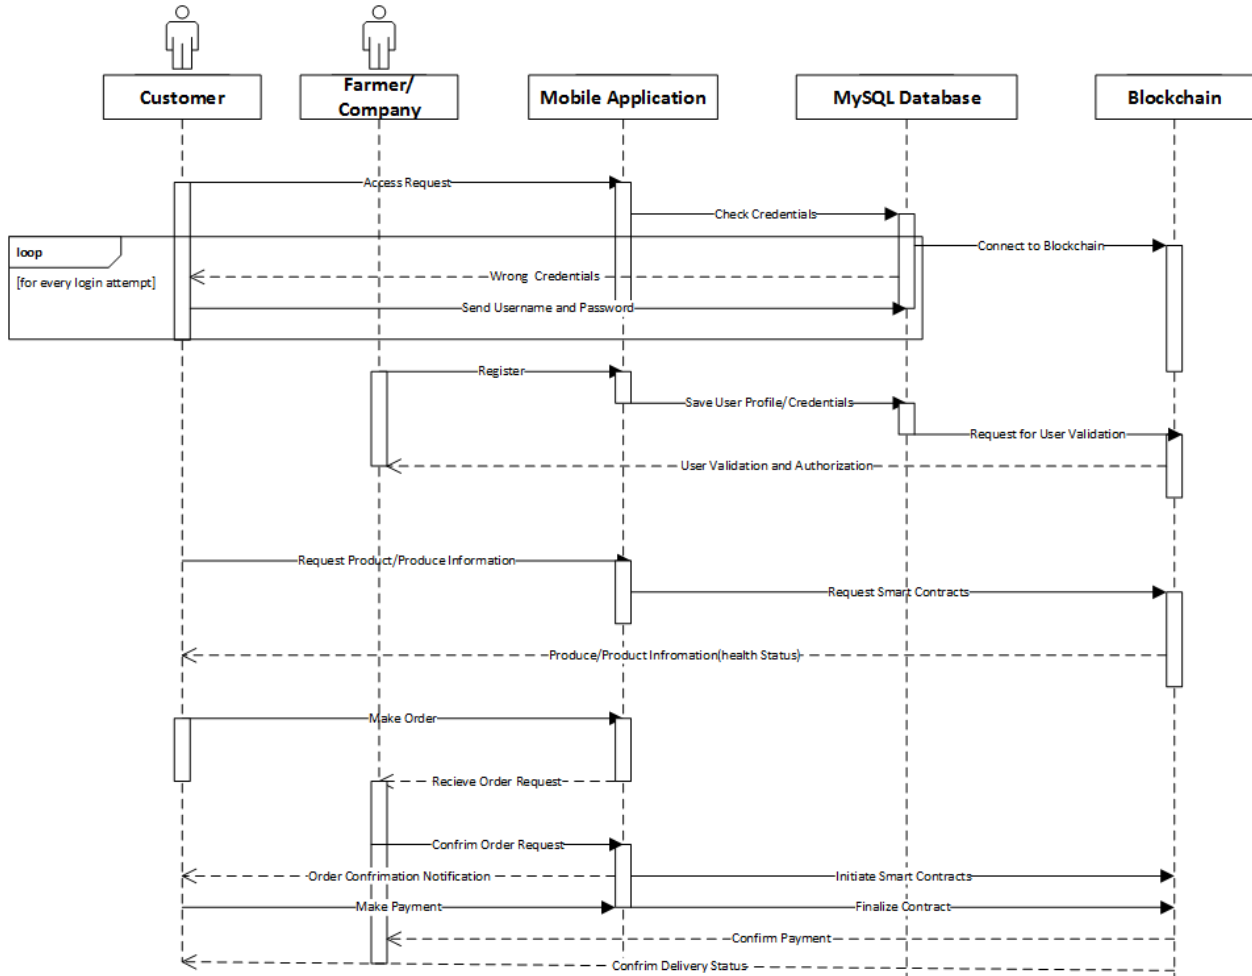 Customer
Farmer/
Company
Mobile Application
MySQL Database
Blockchain
Access Request
Check Credentials
loop
Connect to Blockchain
[for every login attempt]
Wrong Credentials
Send Username and Password
Register
Save User Profile/Credentials
Request for User Validation
User Validation and Authorization
Request Product/Produce Information
Request Smart Contracts
Produce/Product Infromation(health Status)
Make Order
Recieve Order Request
Confrim Order Request
Order Confrimation Notification
Initiate Smart Contracts
Make Payment
Finalize Contract
Confirm Payment
Confrim Delivery Status